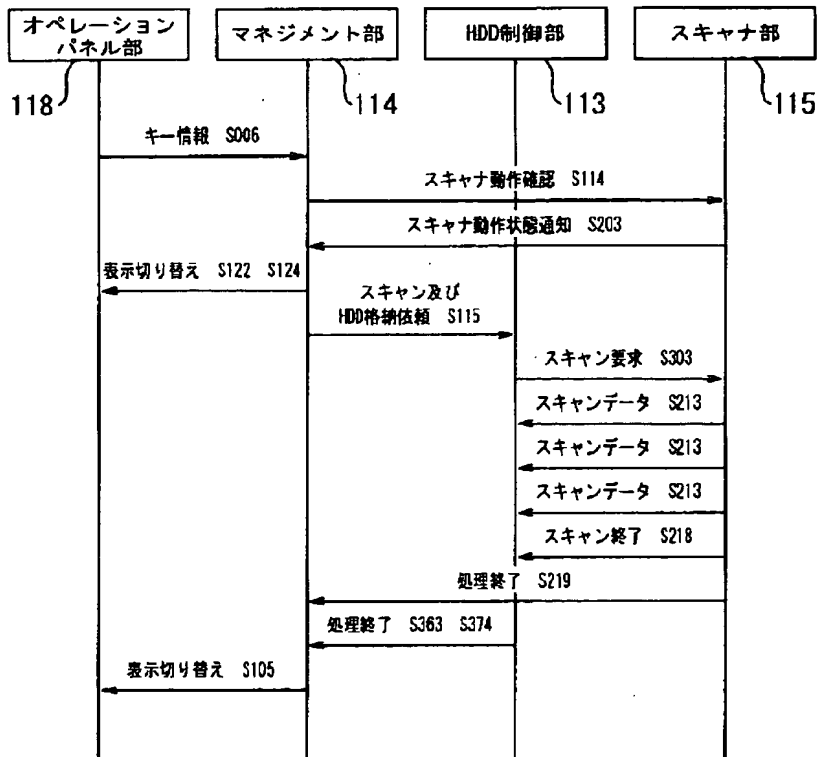 オペレーション
パネル部
マネジメント部
HDD制御部
スキャナ部
118
114
113
115
キー情報 S006
スキャナ動作確認 S114
スキャナ動作状態通知 S203
表示切り替え S122 S124
スキャン及び
HDD格納依頼 S115
スキャン要求 S303
スキャンデータ S213
スキャンデータ S213
スキャンデータ S213
スキャン終了 S218
処理終了 S219
処理終了 S363 S374
表示切り替え S105